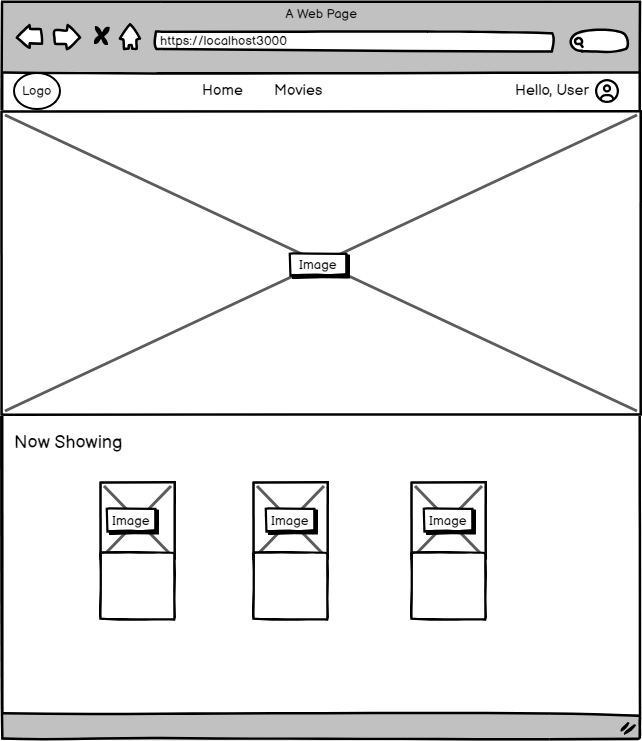 A Web Page
https://localhost3000
Logo
Home
Movies
Hello, User
Image
Now Showing
Image
Image
Image